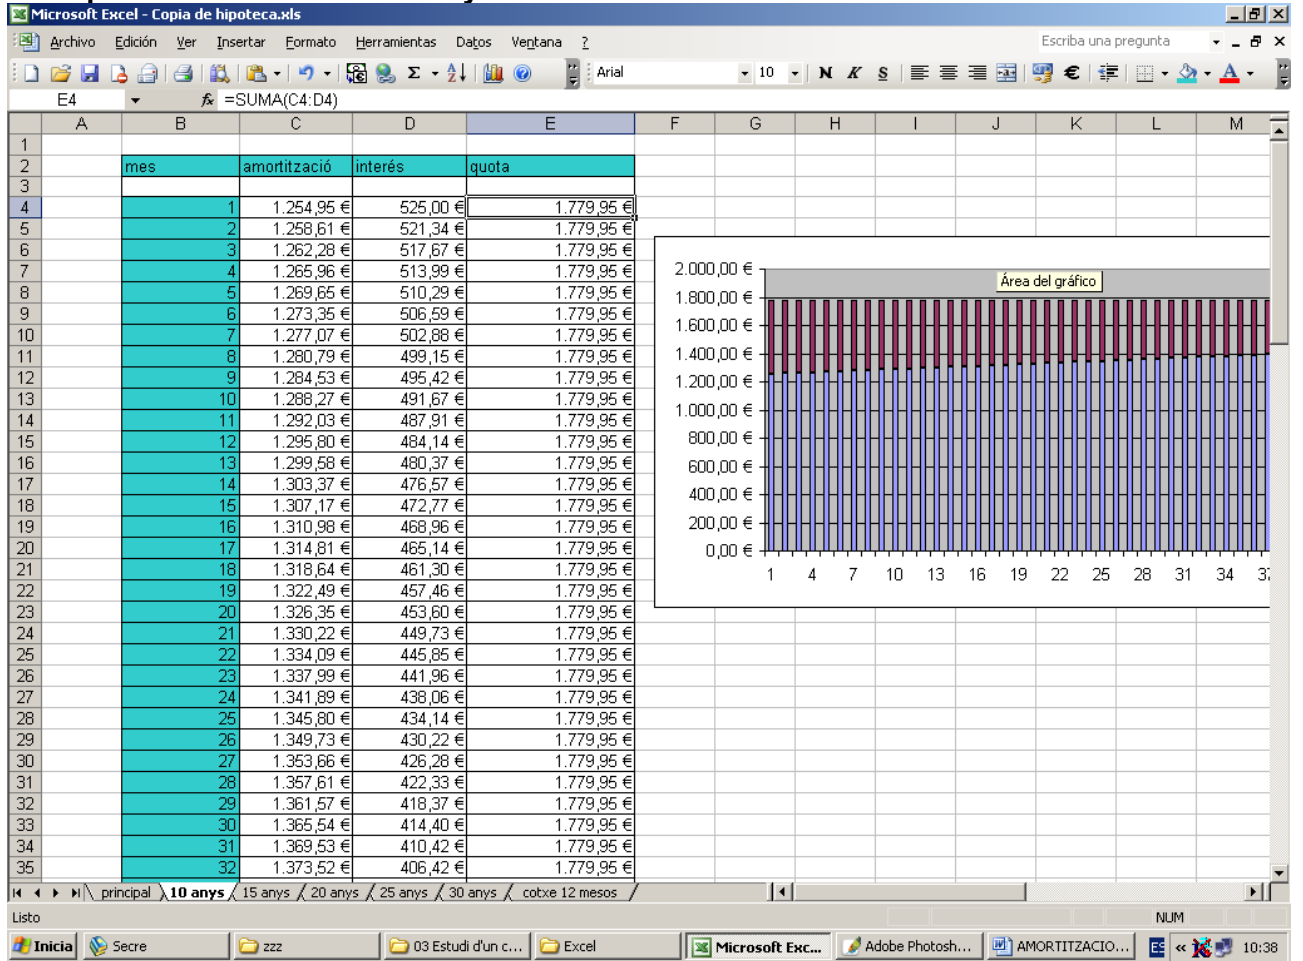 Microsoft Excel - Copia de hipoteca.xls
Archivo Edición Ver Insertar Formato Herramientas Datos Ventana ? Escriba una pregunta
Arial 10 N K S €
E4 fx =SUMA(C4:D4)
A B C D E F G H I J K L M
1
2 mes amortització interés quota
3
4 1 1.254,95 € 525,00 € 1.779,95 €
5 2 1.258,61 € 521,34 € 1.779,95 €
6 3 1.262,28 € 517,67 € 1.779,95 €
7 4 1.265,96 € 513,99 € 1.779,95 €
8 5 1.269,65 € 510,29 € 1.779,95 €
9 6 1.273,35 € 506,59 € 1.779,95 €
10 7 1.277,07 € 502,88 € 1.779,95 €
11 8 1.280,79 € 499,15 € 1.779,95 €
12 9 1.284,53 € 495,42 € 1.779,95 €
13 10 1.288,27 € 491,67 € 1.779,95 €
14 11 1.292,03 € 487,91 € 1.779,95 €
15 12 1.295,80 € 484,14 € 1.779,95 €
16 13 1.299,58 € 480,37 € 1.779,95 €
17 14 1.303,37 € 476,57 € 1.779,95 €
18 15 1.307,17 € 472,77 € 1.779,95 €
19 16 1.310,98 € 468,96 € 1.779,95 €
20 17 1.314,81 € 465,14 € 1.779,95 €
21 18 1.318,64 € 461,30 € 1.779,95 €
22 19 1.322,49 € 457,46 € 1.779,95 €
23 20 1.326,35 € 453,60 € 1.779,95 €
24 21 1.330,22 € 449,73 € 1.779,95 €
25 22 1.334,09 € 445,85 € 1.779,95 €
26 23 1.337,99 € 441,96 € 1.779,95 €
27 24 1.341,89 € 438,06 € 1.779,95 €
28 25 1.345,80 € 434,14 € 1.779,95 €
29 26 1.349,73 € 430,22 € 1.779,95 €
30 27 1.353,66 € 426,28 € 1.779,95 €
31 28 1.357,61 € 422,33 € 1.779,95 €
32 29 1.361,57 € 418,37 € 1.779,95 €
33 30 1.365,54 € 414,40 € 1.779,95 €
34 31 1.369,53 € 410,42 € 1.779,95 €
35 32 1.373,52 € 406,42 € 1.779,95 €
Área del gráfico
2.000,00 €
1.800,00 €
1.600,00 €
1.400,00 €
1.200,00 €
1.000,00 €
800,00 €
600,00 €
400,00 €
200,00 €
0,00 €
1 4 7 10 13 16 19 22 25 28 31 34
principal 10 anys 15 anys 20 anys 25 anys 30 anys cotxe 12 mesos
Listo NUM
Inicia Secre zzz 03 Estudi d'un c... Excel Microsoft Exc... Adobe Photosh... AMORTITZACIO... ES « 10:38